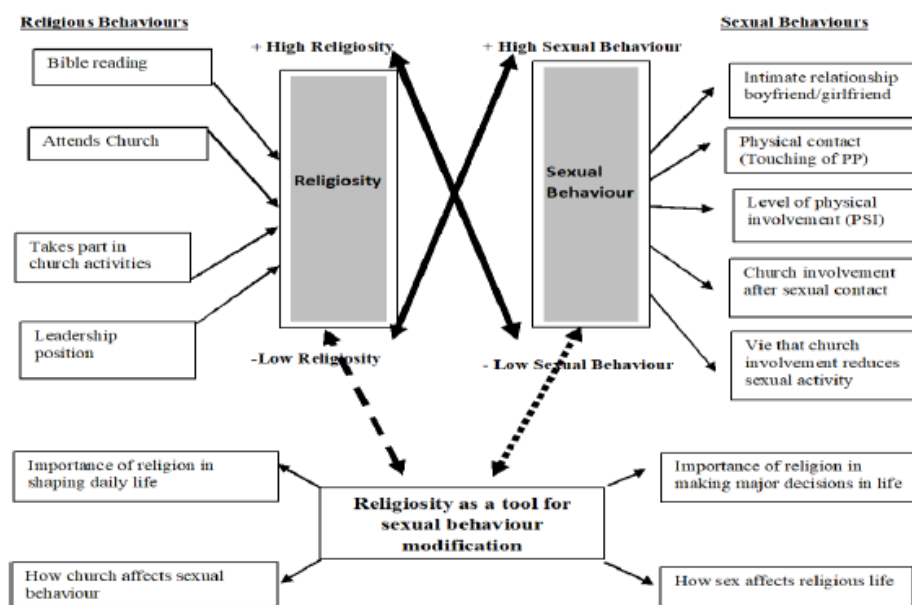 Religious Behaviours
Sexual Behaviours
+ High Religiosity
+ High Sexual Behaviour
Bible reading
Attends Church
Takes part in
church activities
Leadership
position
Religiosity
Sexual
Behaviour
Intimate relationship
boyfriend/girlfriend
Physical contact
(Touching of PP)
Level of physical
involvement (PSI)
Church involvement
after sexual contact
Vie that church
involvement reduces
sexual activity
-Low Religiosity
- Low Sexual Behaviour
Importance of religion in
shaping daily life
Importance of religion in
making major decisions in life
Religiosity as a tool for
sexual behaviour
modification
How church affects sexual
behaviour
How sex affects religious life